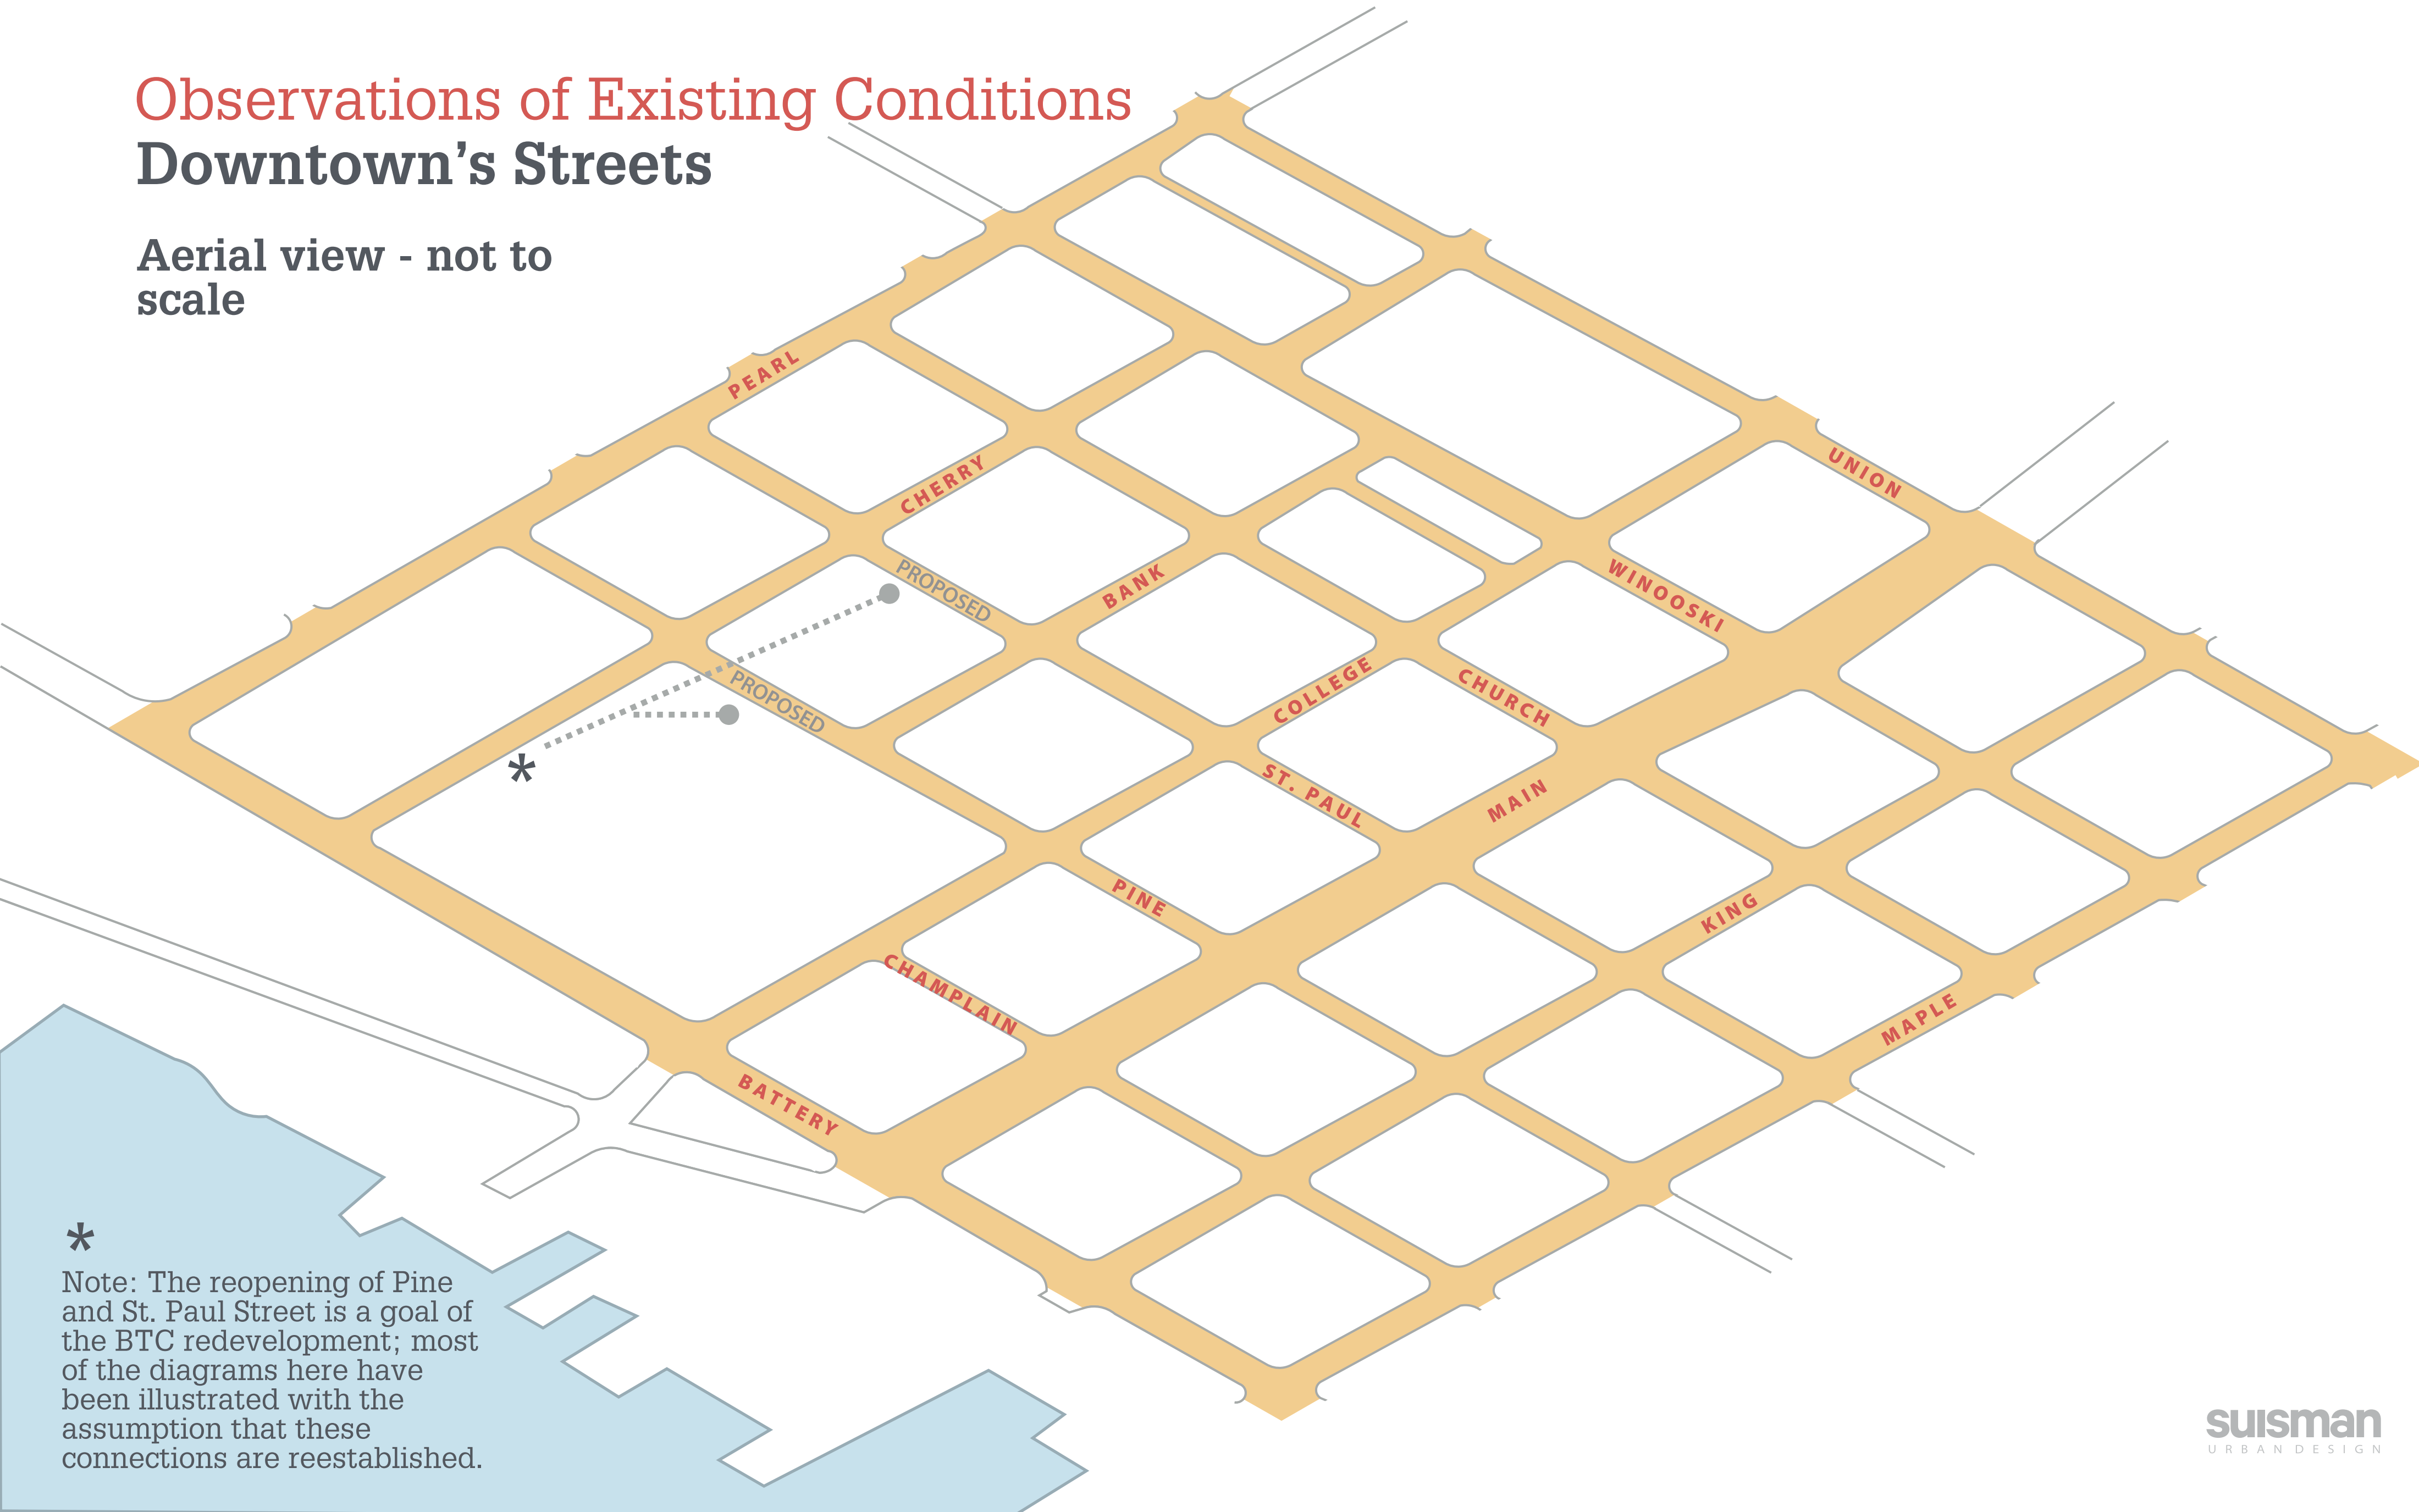 Observations of Existing Conditions
Downtown’s Streets
Aerial view - not to
scale
PEARL
CHERRY
UNION
PROPOSED
BANK
WINOOSKI
PROPOSED
COLLEGE
CHURCH
*
ST. PAUL
MAIN
PINE
KING
CHAMPLAIN
MAPLE
BATTERY
*
Note: The reopening of Pine
and St. Paul Street is a goal of
the BTC redevelopment; most
of the diagrams here have
been illustrated with the
assumption that these
connections are reestablished.
suisman
URBAN DESIGN